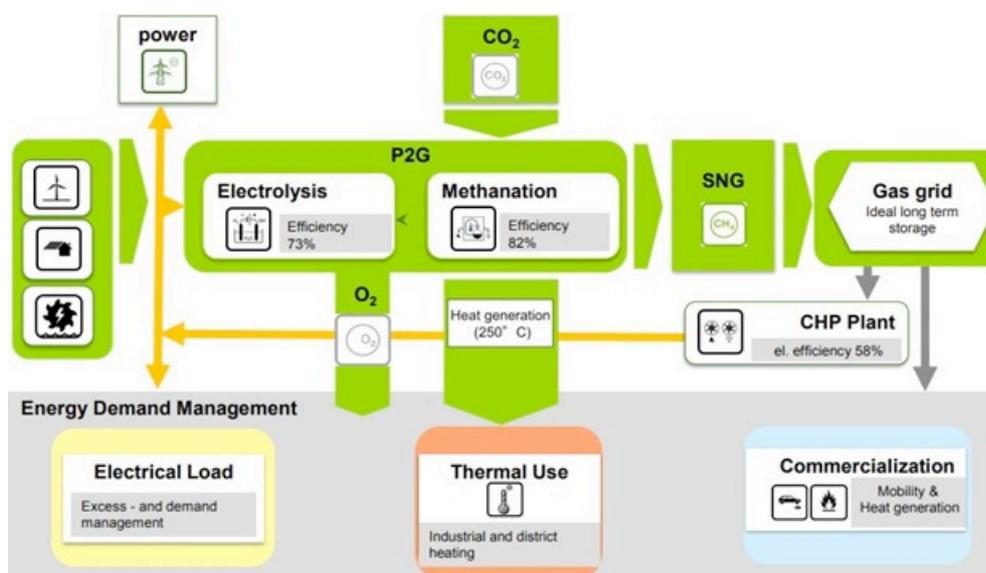 power
CO₂
CO₂
P2G
Electrolysis
Efficiency
73%
Methanation
Efficiency
82%
SNG
CH₄
Gas grid
Ideal long term
storage
O₂
O₂
Heat generation
(250° C)
CHP Plant
el. efficiency 58%
Energy Demand Management
Electrical Load
Excess - and demand
management
Thermal Use
Industrial and district
heating
Commercialization
Mobility &
Heat generation